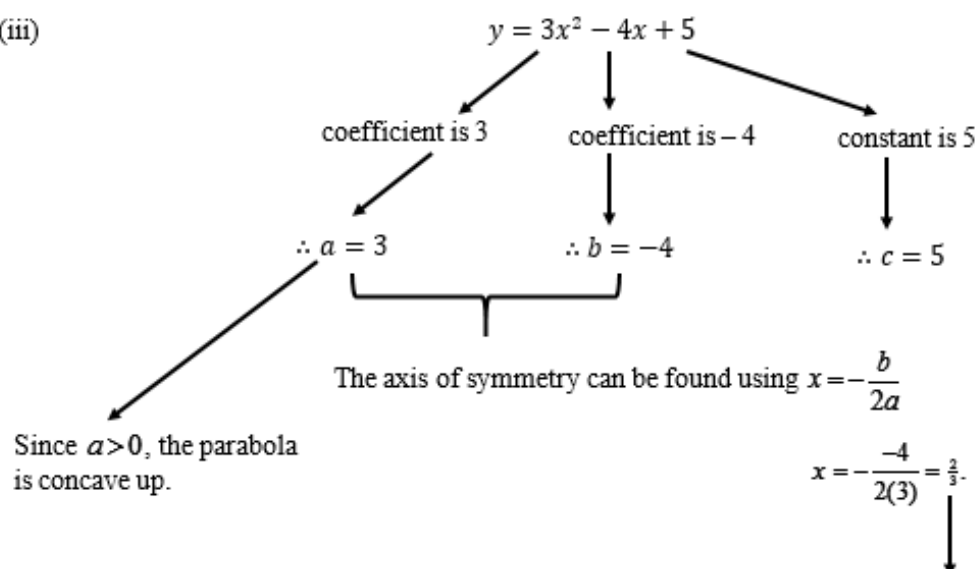 (iii)
y = 3x² − 4x + 5
coefficient is 3
coefficient is – 4
constant is 5
∴ a = 3
∴ b = −4
∴ c = 5
The axis of symmetry can be found using x = −b/2a
Since a>0, the parabola
is concave up.
x = −−4/2(3) = 2/3.